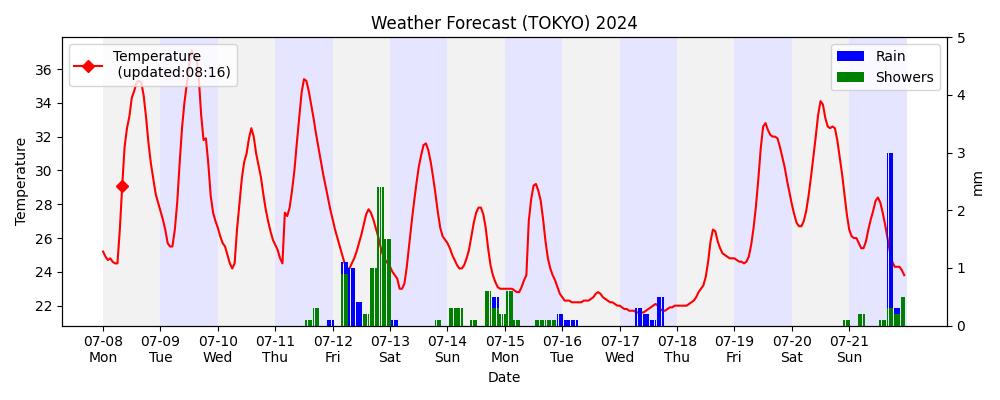 Weather Forecast (TOKYO) 2024
Temperature
(updated:08:16)
Rain
Showers
Temperature
36
34
32
30
28
26
24
22
5
4
3
2
1
0
mm
07-08 07-09 07-10 07-11 07-12 07-13 07-14 07-15 07-16 07-17 07-18 07-19 07-20 07-21
Mon Tue Wed Thu Fri Sat Sun Mon Tue Wed Thu Fri Sat Sun
Date